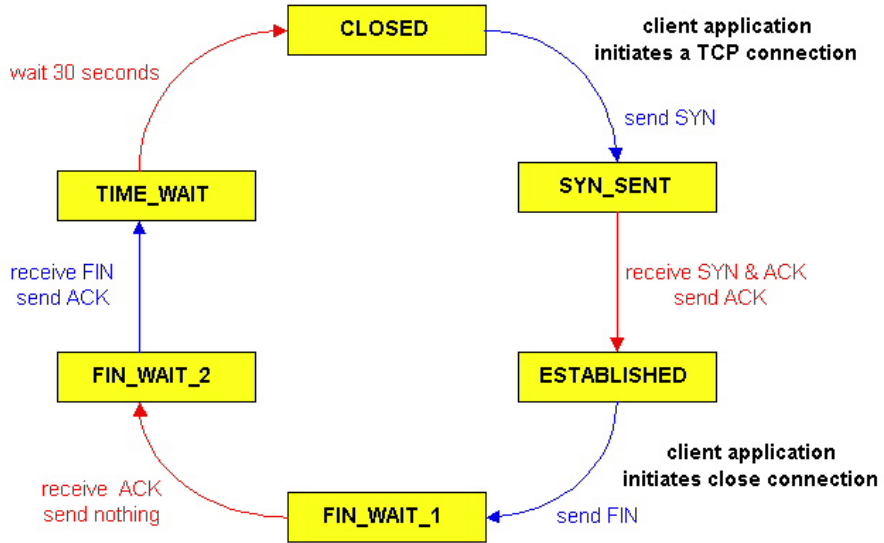 CLOSED
client application
initiates a TCP connection
wait 30 seconds
send SYN
TIME_WAIT
SYN_SENT
receive FIN
send ACK
receive SYN & ACK
send ACK
FIN_WAIT_2
ESTABLISHED
client application
initiates close connection
receive ACK
send nothing
FIN_WAIT_1
send FIN